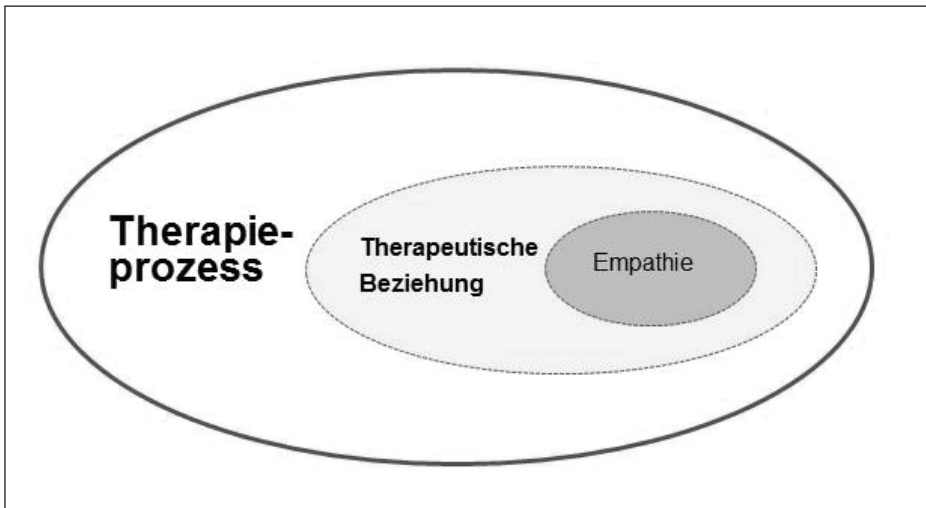 Therapie-
prozess
Therapeutische
Beziehung
Empathie